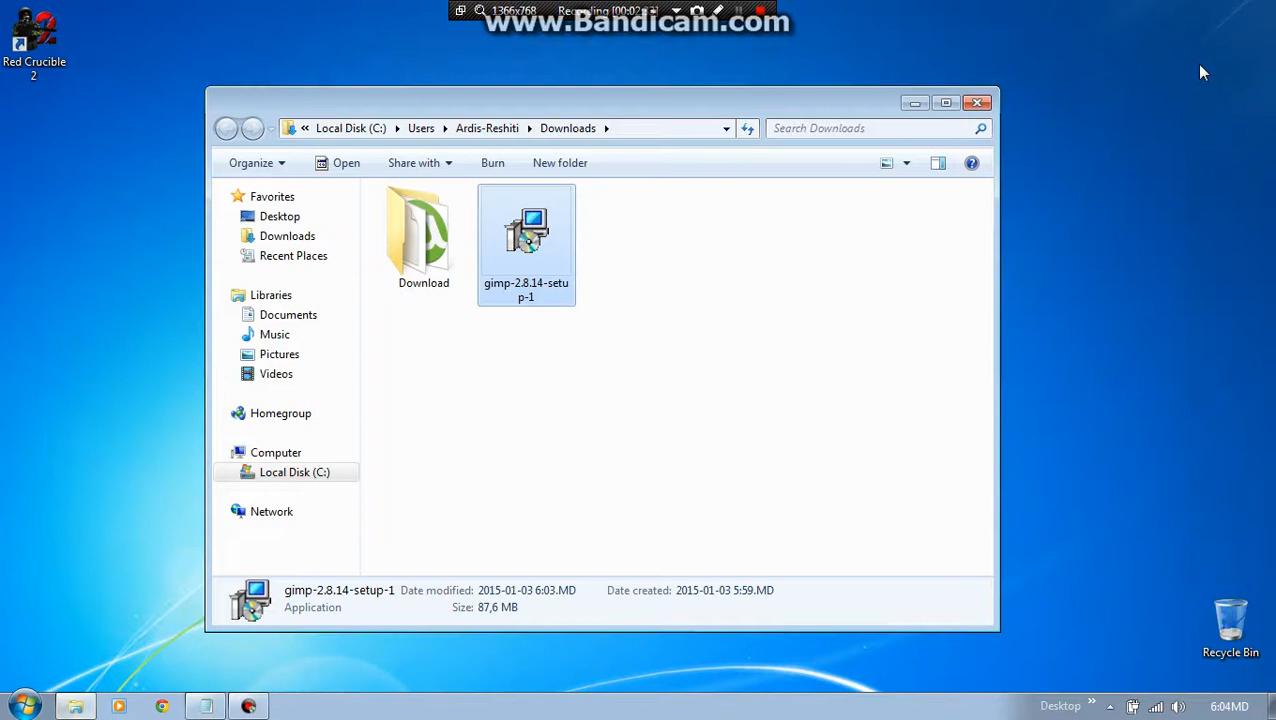 1366x768 Recording
www.Bandicam.com
Red Crucible
2
« Local Disk (C:) Users Ardis-Reshiti Downloads
Search Downloads
Organize Open Share with Burn New folder
Favorites
Desktop
Downloads
Recent Places
Libraries
Documents
Music
Pictures
Videos
Homegroup
Computer
Local Disk (C:)
Network
Download
gimp-2.8.14-setu
p-1
gimp-2.8.14-setup-1 Date modified: 2015-01-03 6:03.MD Date created: 2015-01-03 5:59.MD
Application Size: 87,6 MB
Recycle Bin
Desktop » 6:04MD